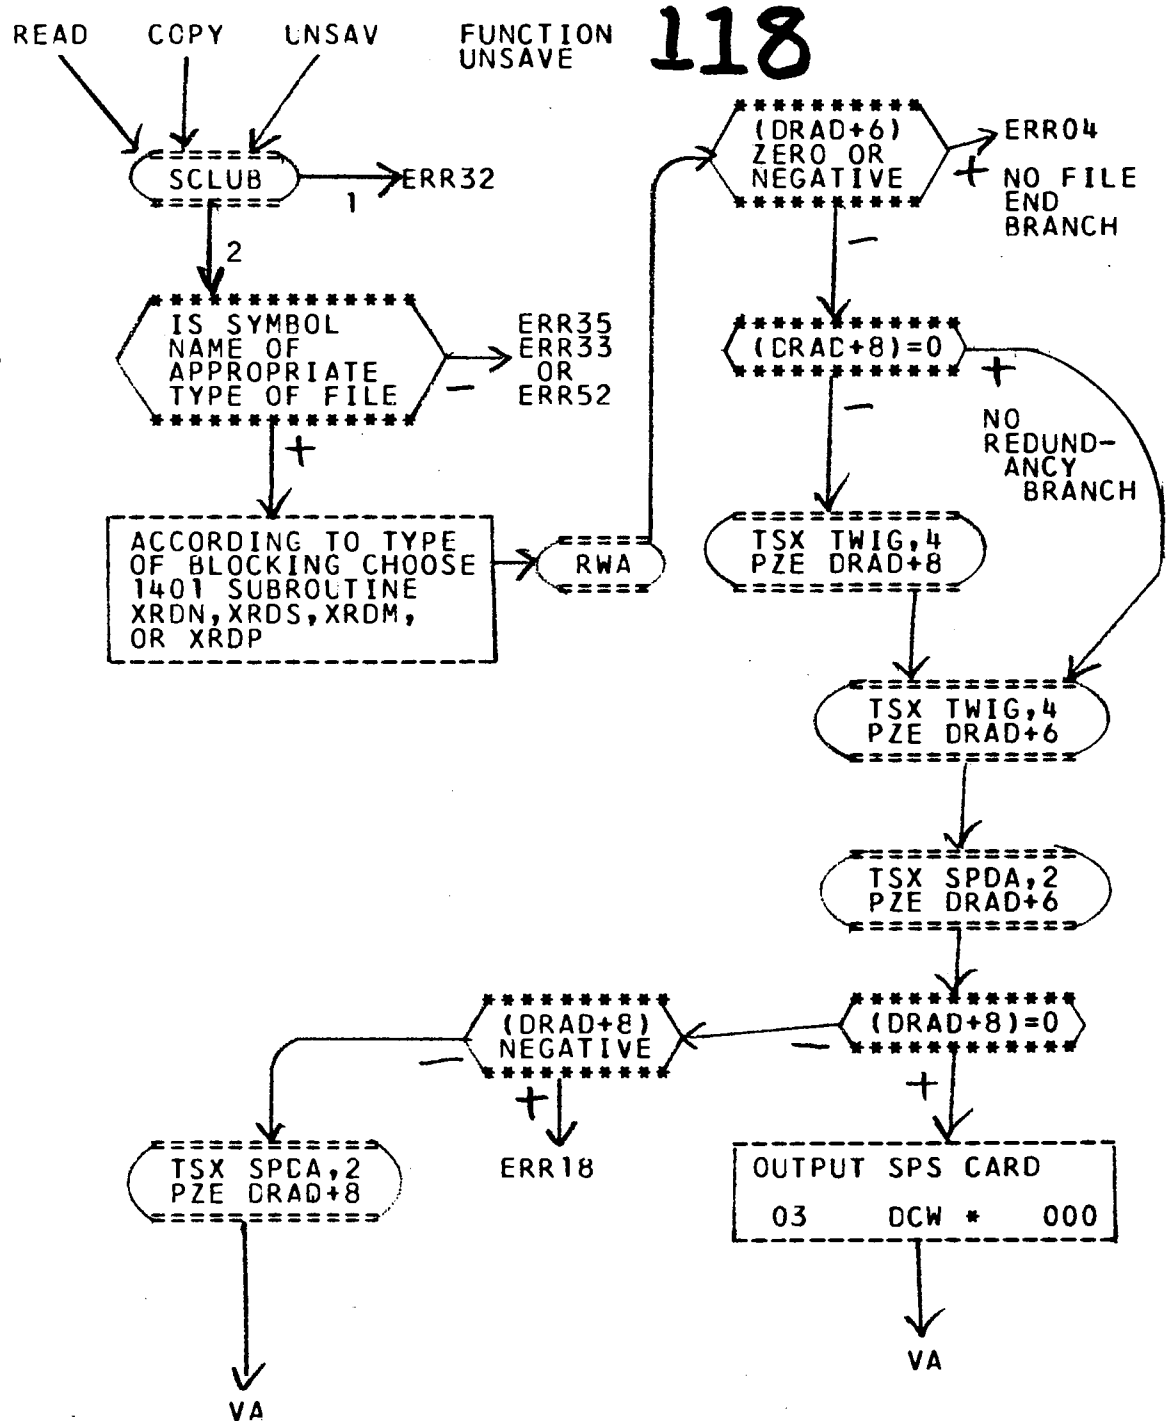 READ COPY UNSAV FUNCTION
UNSAVE
118
SCLUB
1
ERR32
2
IS SYMBOL
NAME OF
APPROPRIATE
TYPE OF FILE
−
ERR35
ERR33
OR
ERR52
+
ACCORDING TO TYPE
OF BLOCKING CHOOSE
1401 SUBROUTINE
XRDN,XRDS,XRDM,
OR XRDP
RWA
(DRAD+6)
ZERO OR
NEGATIVE
+
ERR04
NO FILE
END
BRANCH
−
(DRAD+8)=0
+
NO
REDUND-
ANCY
BRANCH
−
TSX TWIG,4
PZE DRAD+8
TSX TWIG,4
PZE DRAD+6
TSX SPDA,2
PZE DRAD+6
(DRAD+8)=0
−
+
(DRAD+8)
NEGATIVE
−
+
ERR18
OUTPUT SPS CARD
03 DCW * 000
VA
TSX SPDA,2
PZE DRAD+8
VA